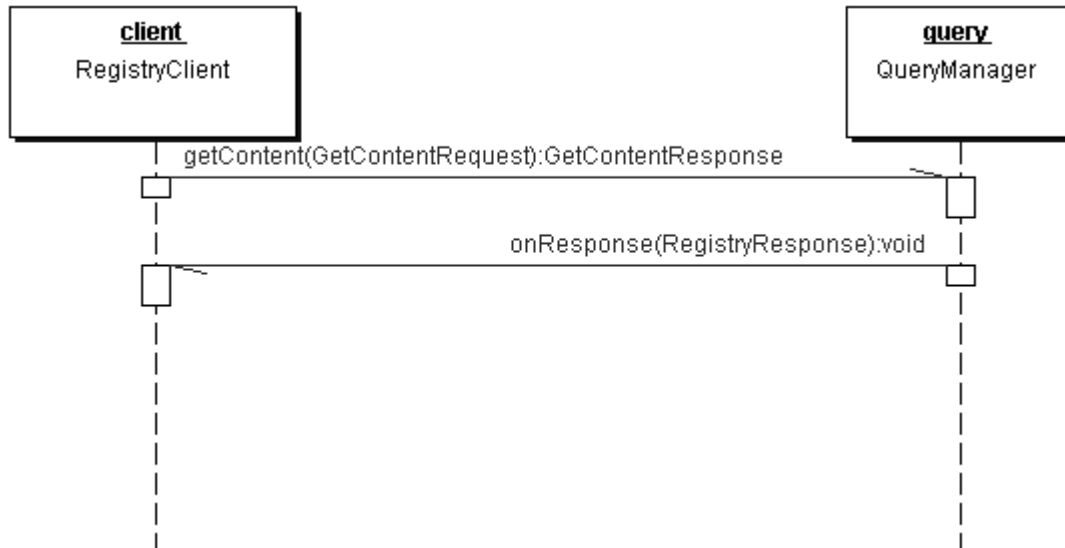 client
RegistryClient
query
QueryManager
getContent(GetContentRequest):GetContentResponse
onResponse(RegistryResponse):void